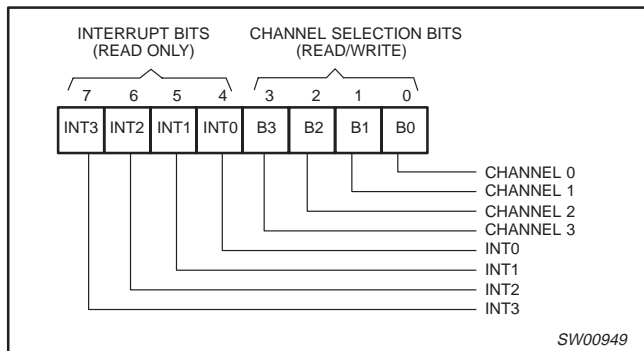 INTERRUPT BITS CHANNEL SELECTION BITS
(READ ONLY) (READ/WRITE)
7 6 5 4 3 2 1 0
INT3 INT2 INT1 INT0 B3 B2 B1 B0
CHANNEL 0
CHANNEL 1
CHANNEL 2
CHANNEL 3
INT0
INT1
INT2
INT3
SW00949